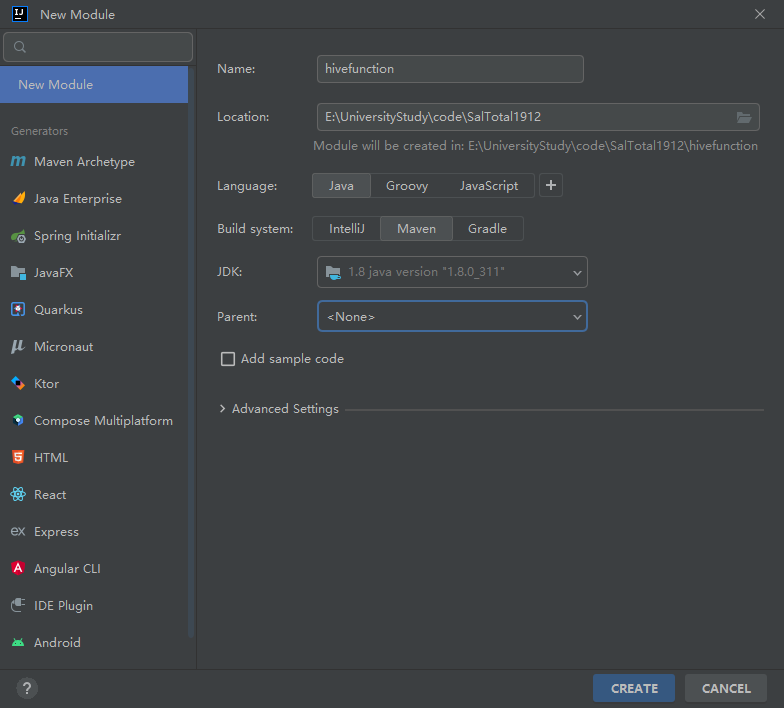 New Module
New Module
Generators
Maven Archetype
Java Enterprise
Spring Initializr
JavaFX
Quarkus
Micronaut
Ktor
Compose Multiplatform
HTML
React
Express
Angular CLI
IDE Plugin
Android
Name: hivefunction
Location: E:\UniversityStudy\code\SalTotal1912
Module will be created in: E:\UniversityStudy\code\SalTotal1912\hivefunction
Language: Java Groovy JavaScript +
Build system: IntelliJ Maven Gradle
JDK: 1.8 java version "1.8.0_311"
Parent: <None>
Add sample code
Advanced Settings
? CREATE CANCEL